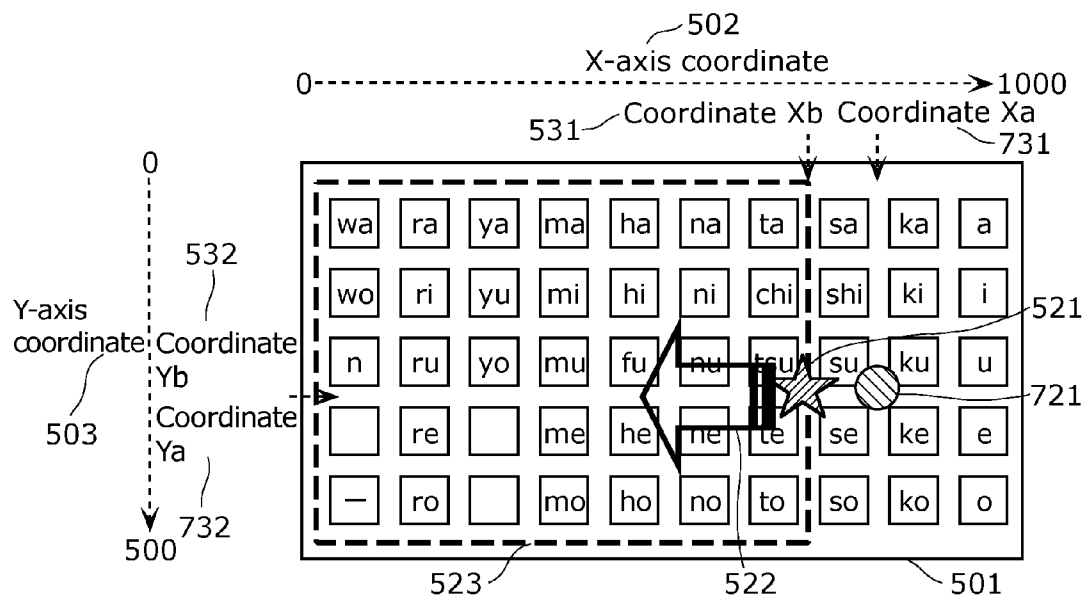 502
X-axis coordinate
0 1000
531 Coordinate Xb Coordinate Xa
731
0
wa ra ya ma ha na ta sa ka a
532
wo ri yu mi hi ni chi shi ki i
521
Y-axis
coordinate Coordinate
Yb
n ru yo mu fu nu tsu su ku u
721
503 Coordinate
Ya
re me he ne te se ke e
732
— ro mo ho no to so ko o
500
523 522 501